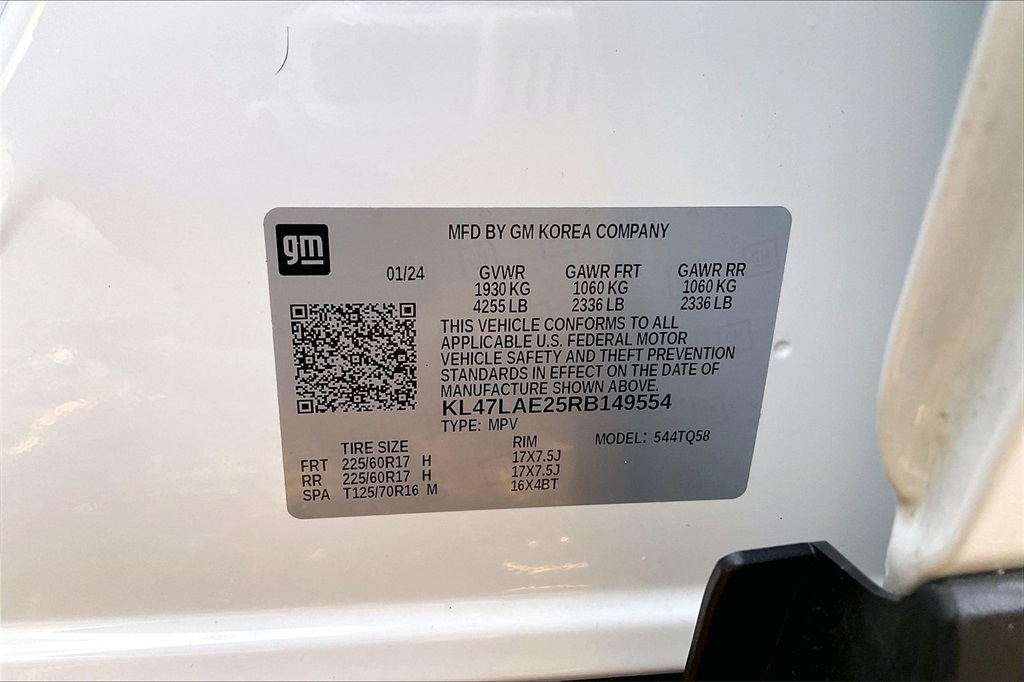 gm
MFD BY GM KOREA COMPANY
01/24 GVWR GAWR FRT GAWR RR
1930 KG 1060 KG 1060 KG
4255 LB 2336 LB 2336 LB
THIS VEHICLE CONFORMS TO ALL
APPLICABLE U.S. FEDERAL MOTOR
VEHICLE SAFETY AND THEFT PREVENTION
STANDARDS IN EFFECT ON THE DATE OF
MANUFACTURE SHOWN ABOVE.
KL47LAE25RB149554
TYPE: MPV
MODEL: 544TQ58
TIRE SIZE RIM
FRT 225/60R17 H 17X7.5J
RR 225/60R17 H 17X7.5J
SPA T125/70R16 M 16X4BT